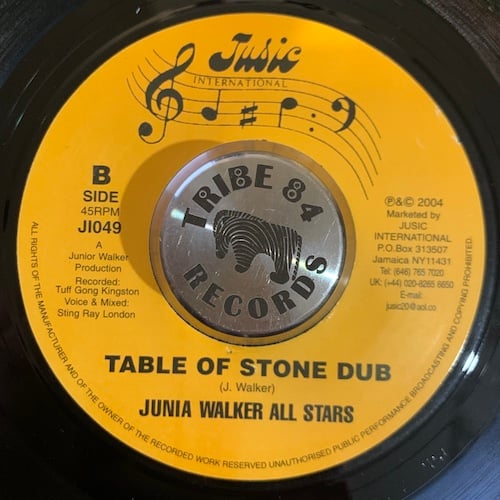 Jusic
INTERNATIONAL
TRIBE 84
RECORDS
B
SIDE
45RPM
JI049
A
Junior Walker
Production
Recorded:
Tuff Gong Kingston
Voice & Mixed:
Sting Ray London
℗&© 2004
Marketed by
JUSIC
INTERNATIONAL
P.O.Box 313507
Jamaica NY11431
Tel: (646) 765 7020
UK: (+44) 020-8265 6650
E-mail:
jusic20@aol.co
TABLE OF STONE DUB
(J. Walker)
JUNIA WALKER ALL STARS
ALL RIGHTS OF THE MANUFACTURER AND OF THE OWNER OF THE RECORDED WORK RESERVED UNAUTHORISED PUBLIC PERFORMANCE BROADCASTING AND COPYING PROHIBITED.